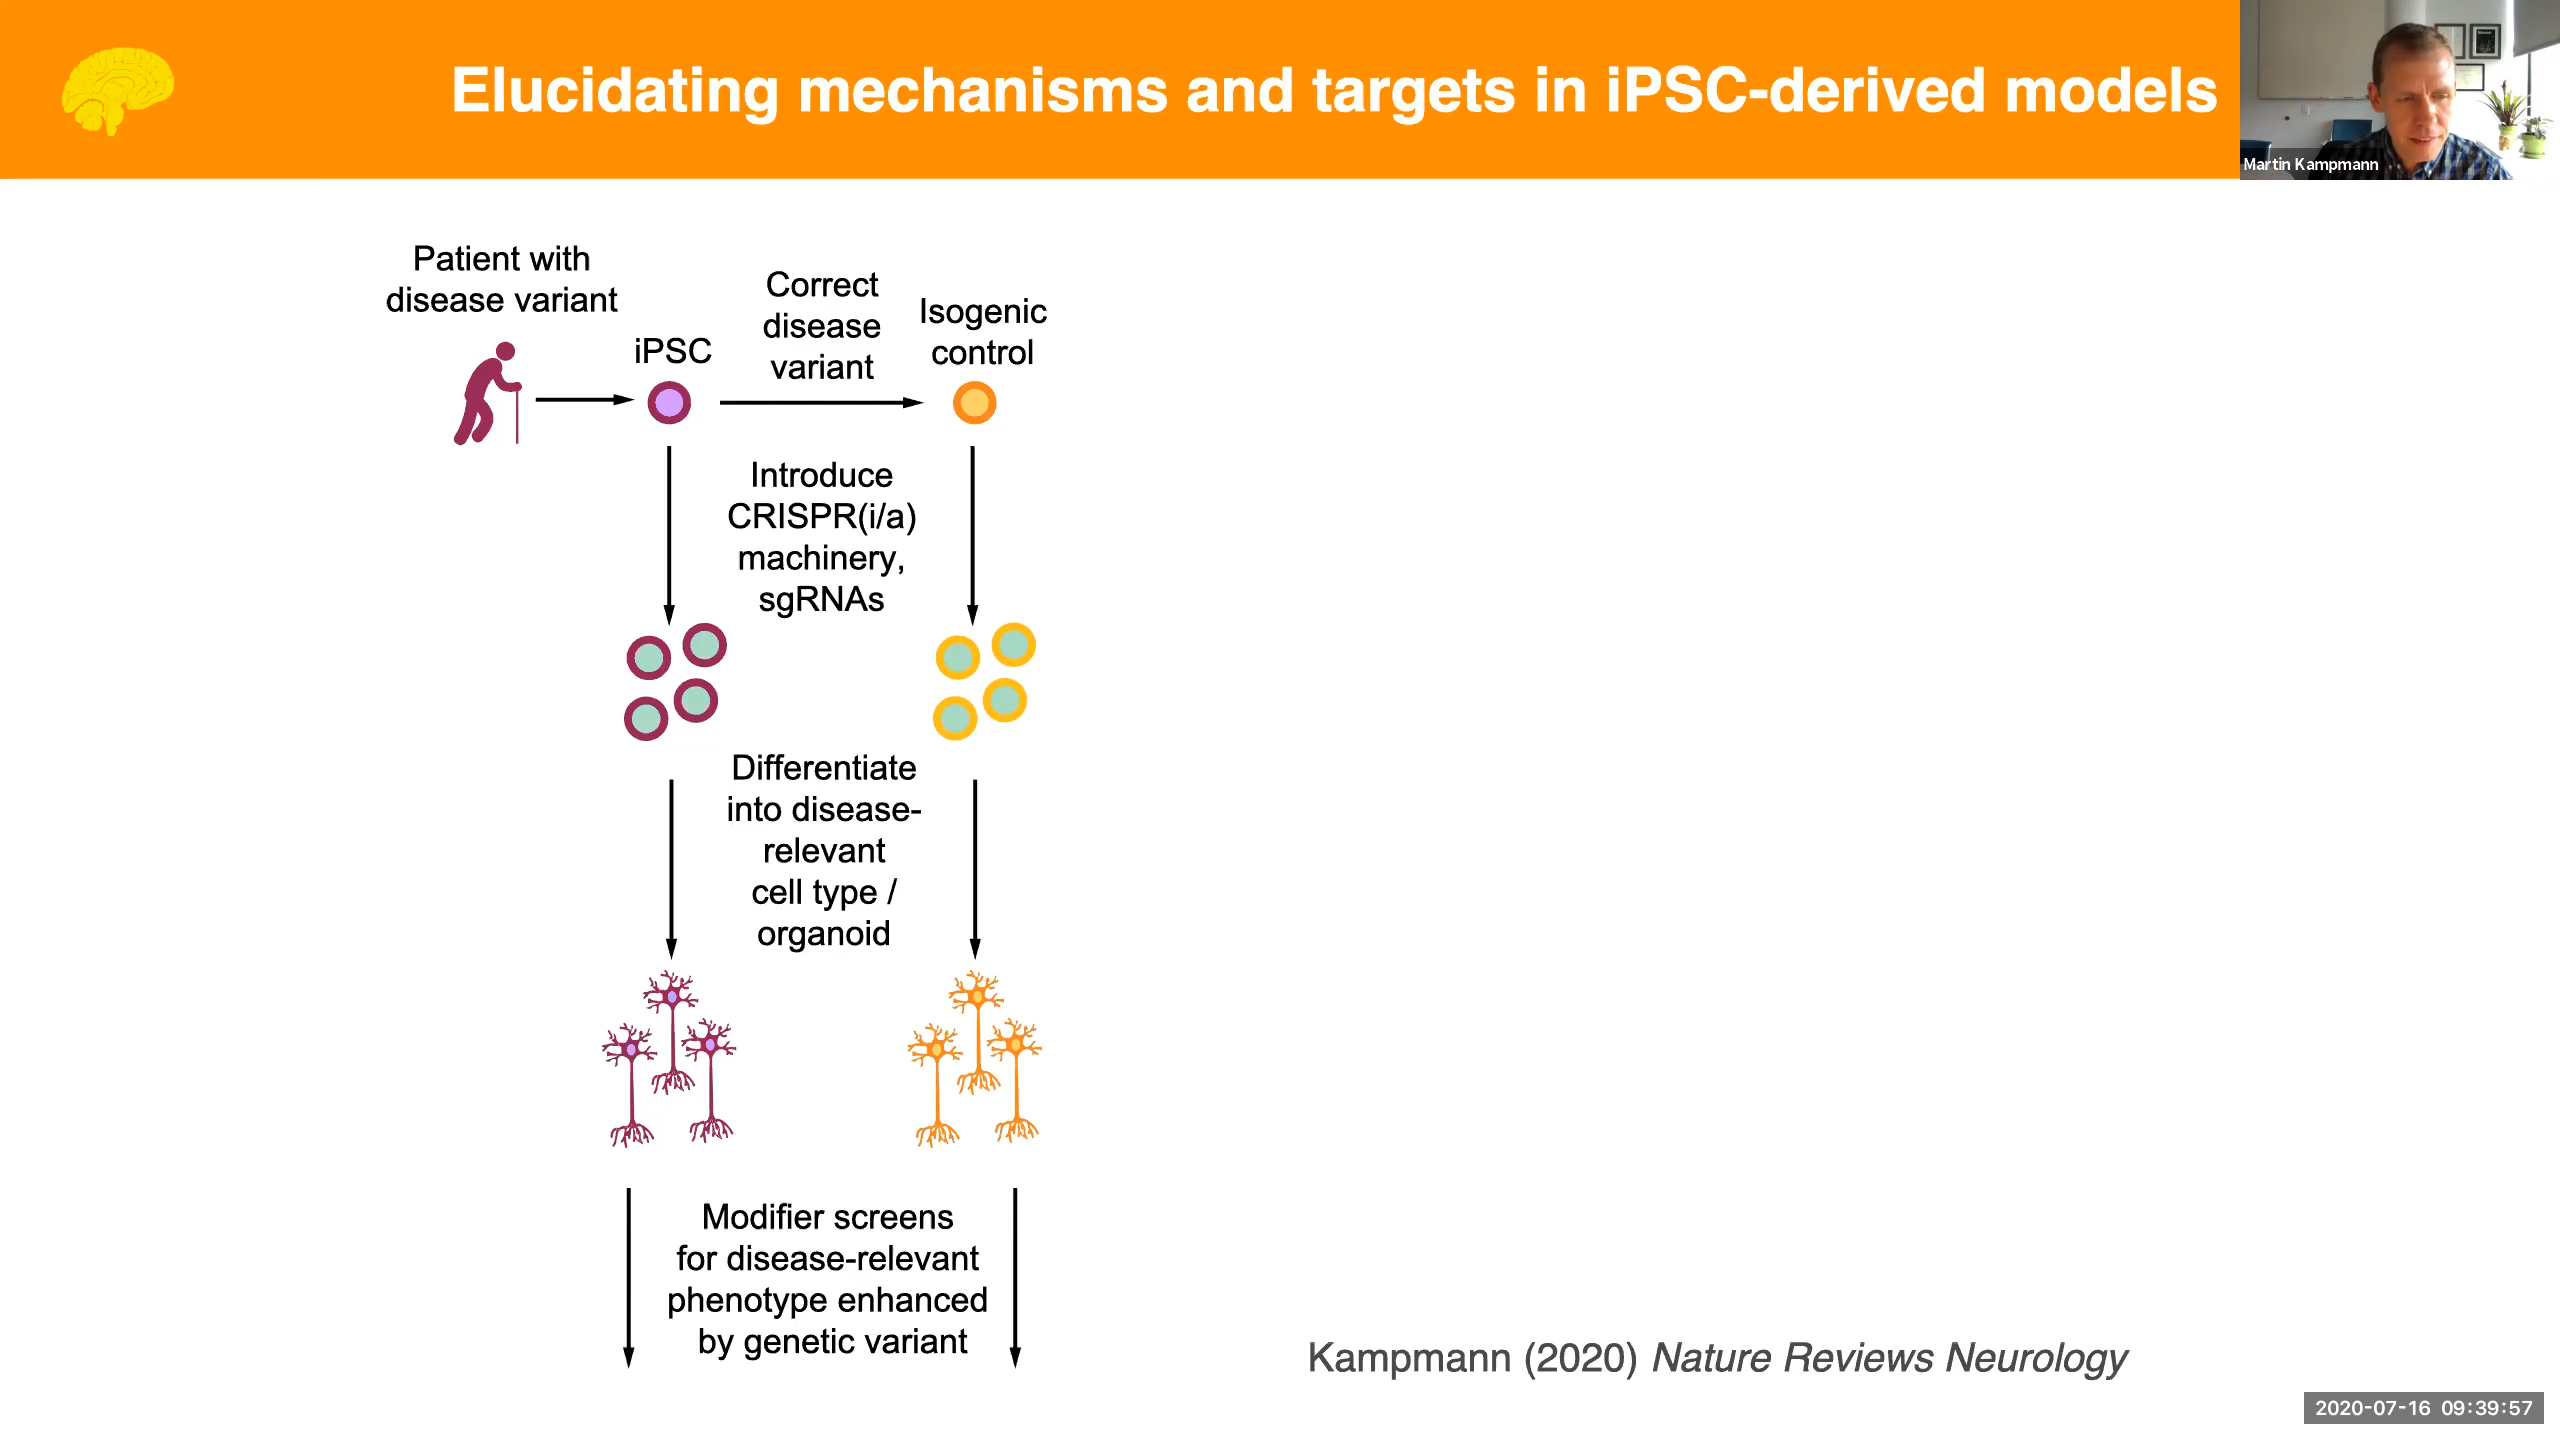 Elucidating mechanisms and targets in iPSC-derived models
Martin Kampmann
Patient with
disease variant
iPSC
Correct
disease
variant
Isogenic
control
Introduce
CRISPR(i/a)
machinery,
sgRNAs
Differentiate
into disease-
relevant
cell type /
organoid
Modifier screens
for disease-relevant
phenotype enhanced
by genetic variant
Kampmann (2020) Nature Reviews Neurology
2020-07-16 09:39:57